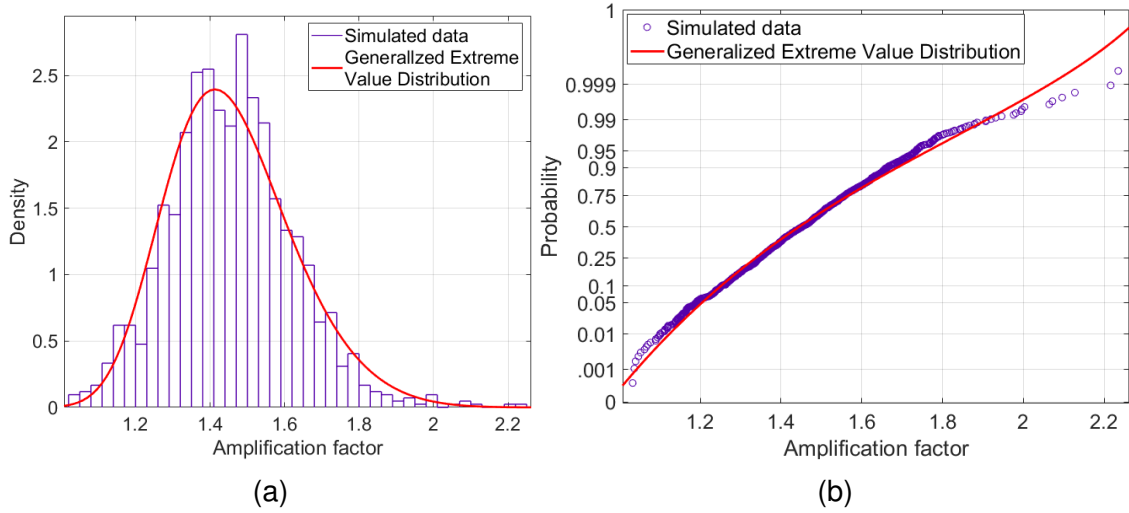 Simulated data
Generallzed Extreme
Value Distribution
Density
2.5
2
1.5
1
0.5
0
1.2
1.4
1.6
1.8
2
2.2
Amplification factor
(a)
Simulated data
Generalized Extreme Value Distribution
Probability
1
0.999
0.99
0.95
0.9
0.75
0.5
0.25
0.1
0.05
0.01
.001
0
1.2
1.4
1.6
1.8
2
2.2
Amplification factor
(b)